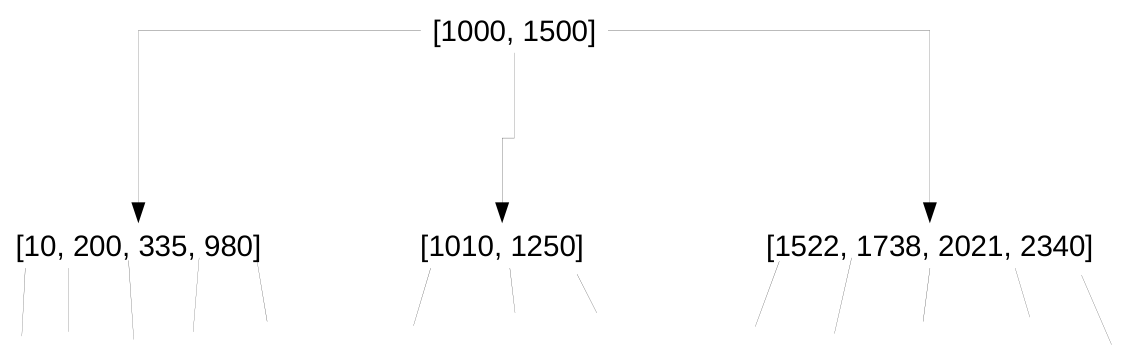 [1000, 1500]
[10, 200, 335, 980] [1010, 1250] [1522, 1738, 2021, 2340]